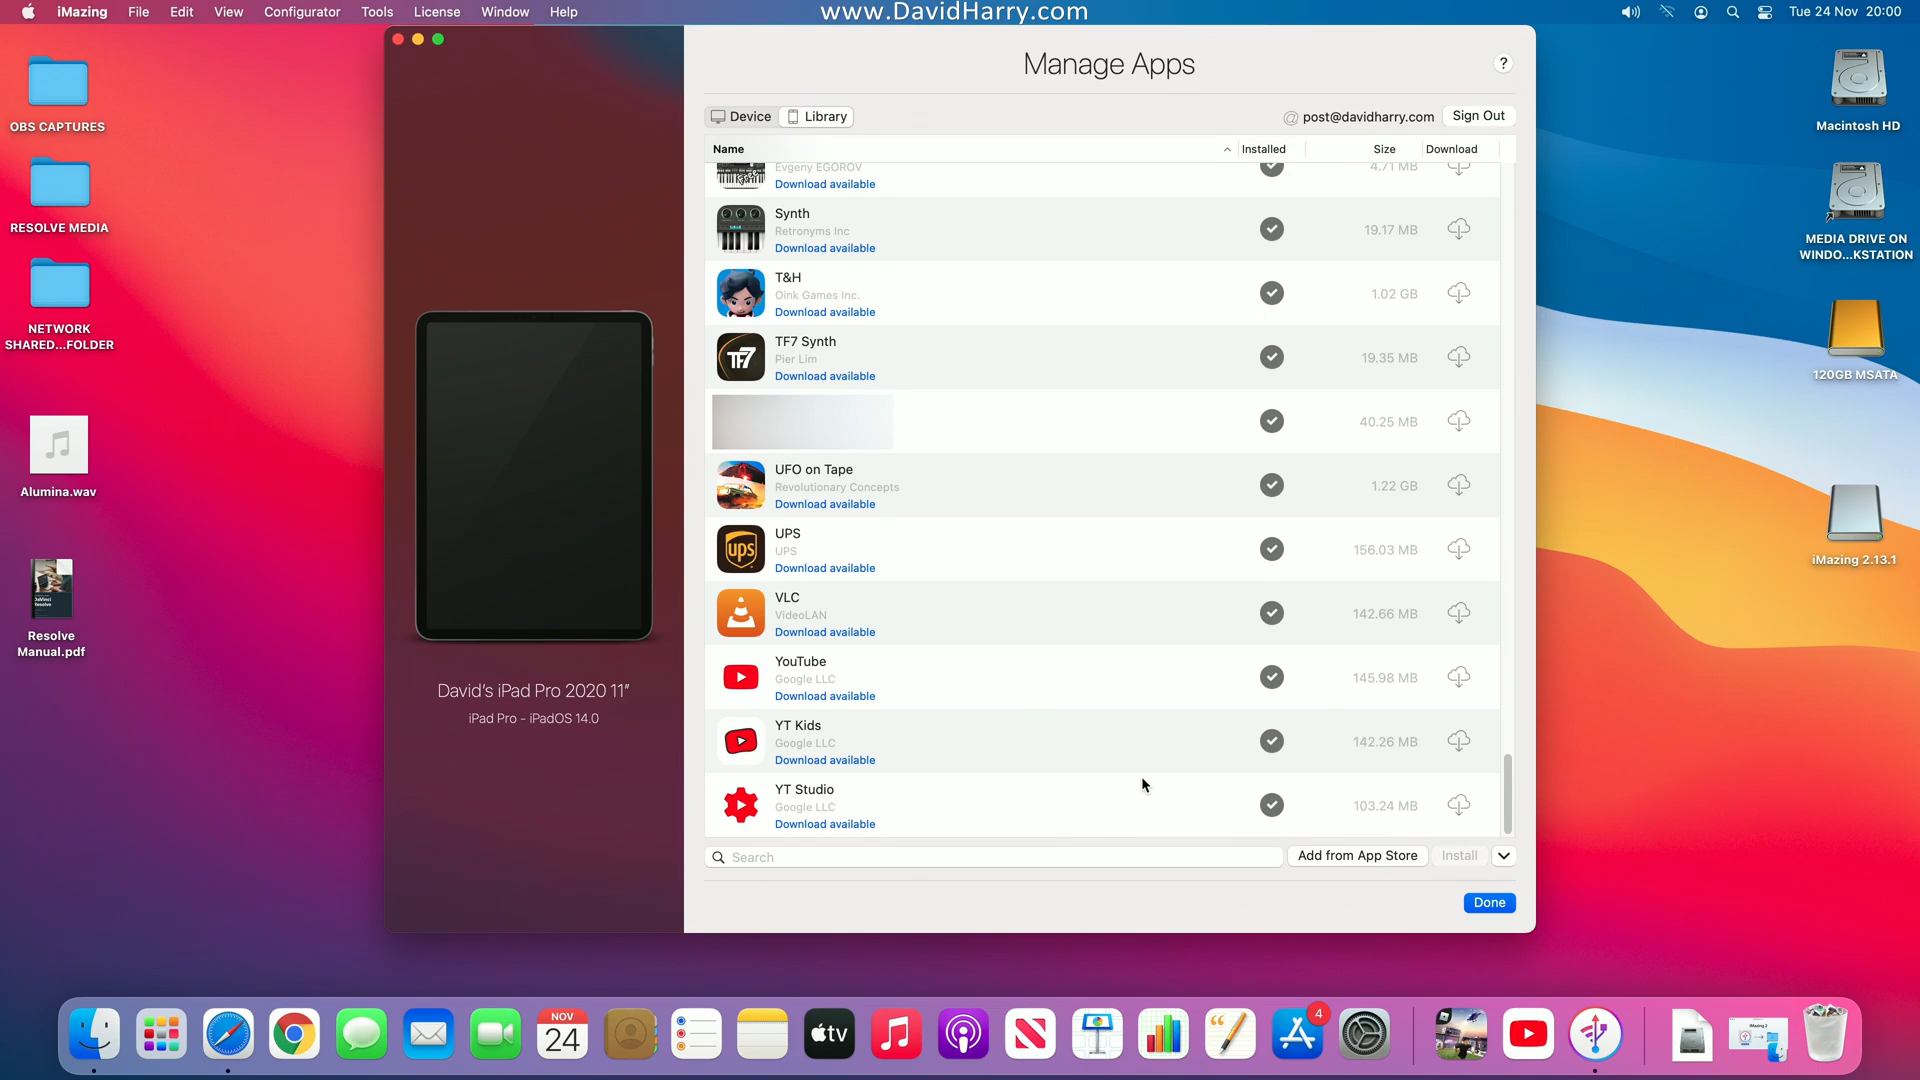 iMazing File Edit View Configurator Tools License Window Help
www.DavidHarry.com
Tue 24 Nov 20:00
OBS CAPTURES
RESOLVE MEDIA
NETWORK
SHARED...FOLDER
Alumina.wav
Resolve
Manual.pdf
David's iPad Pro 2020 11"
iPad Pro - iPadOS 14.0
Manage Apps
?
Device Library
@ post@davidharry.com Sign Out
Name Installed Size Download
Evgeny EGOROV 4.71 MB
Download available
Synth
Retronyms Inc 19.17 MB
Download available
T&H
Oink Games Inc. 1.02 GB
Download available
TF7
TF7 Synth
Pier Lim 19.35 MB
Download available
40.25 MB
UFO on Tape
Revolutionary Concepts 1.22 GB
Download available
ups
UPS
UPS 156.03 MB
Download available
VLC
VideoLAN 142.66 MB
Download available
YouTube
Google LLC 145.98 MB
Download available
YT Kids
Google LLC 142.26 MB
Download available
YT Studio
Google LLC 103.24 MB
Download available
Search Add from App Store Install
Done
Macintosh HD
MEDIA DRIVE ON
WINDO...KSTATION
120GB MSATA
iMazing 2.13.1
NOV
24
tv
4